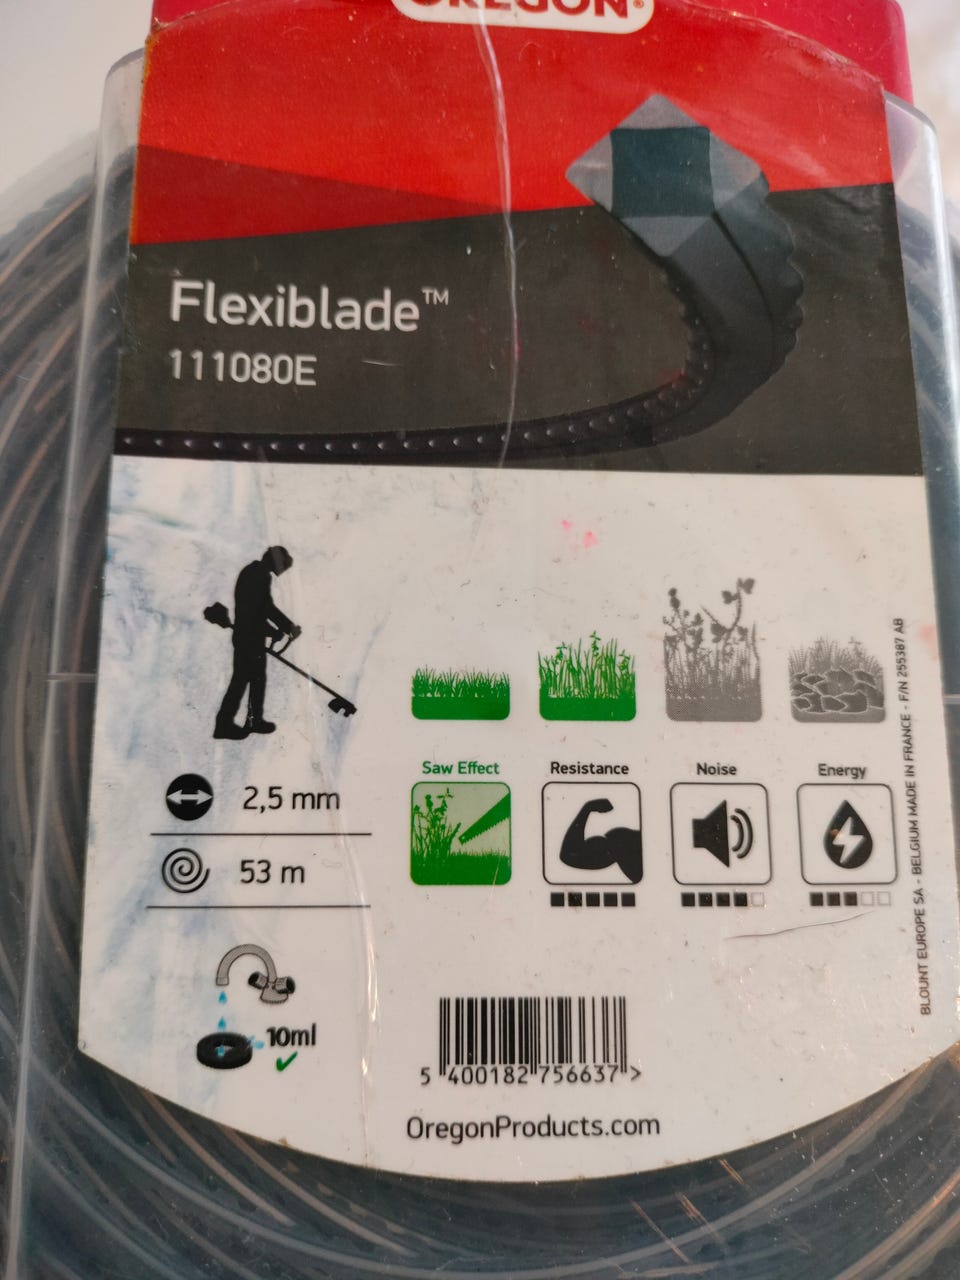 OREGON®
Flexiblade™
111080E
2,5 mm
53 m
10ml
Saw Effect
Resistance
Noise
Energy
BLOUNT EUROPE SA - BELGIUM MADE IN FRANCE - F/N 255387 AB
5 400182 756637 >
OregonProducts.com